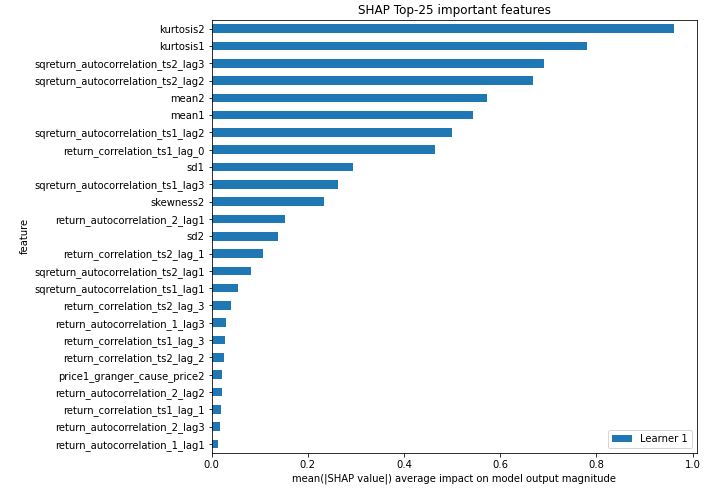 SHAP Top-25 important features
kurtosis2
kurtosis1
sqreturn_autocorrelation_ts2_lag3
sqreturn_autocorrelation_ts2_lag2
mean2
mean1
sqreturn_autocorrelation_ts1_lag2
return_correlation_ts1_lag_0
sd1
sqreturn_autocorrelation_ts1_lag3
skewness2
return_autocorrelation_2_lag1
sd2
return_correlation_ts2_lag_1
sqreturn_autocorrelation_ts2_lag1
sqreturn_autocorrelation_ts1_lag1
return_correlation_ts2_lag_3
return_autocorrelation_1_lag3
return_correlation_ts1_lag_3
return_correlation_ts2_lag_2
price1_granger_cause_price2
return_autocorrelation_2_lag2
return_correlation_ts1_lag_1
return_autocorrelation_2_lag3
return_autocorrelation_1_lag1
feature
Learner 1
0.0 0.2 0.4 0.6 0.8 1.0
mean(|SHAP value|) average impact on model output magnitude